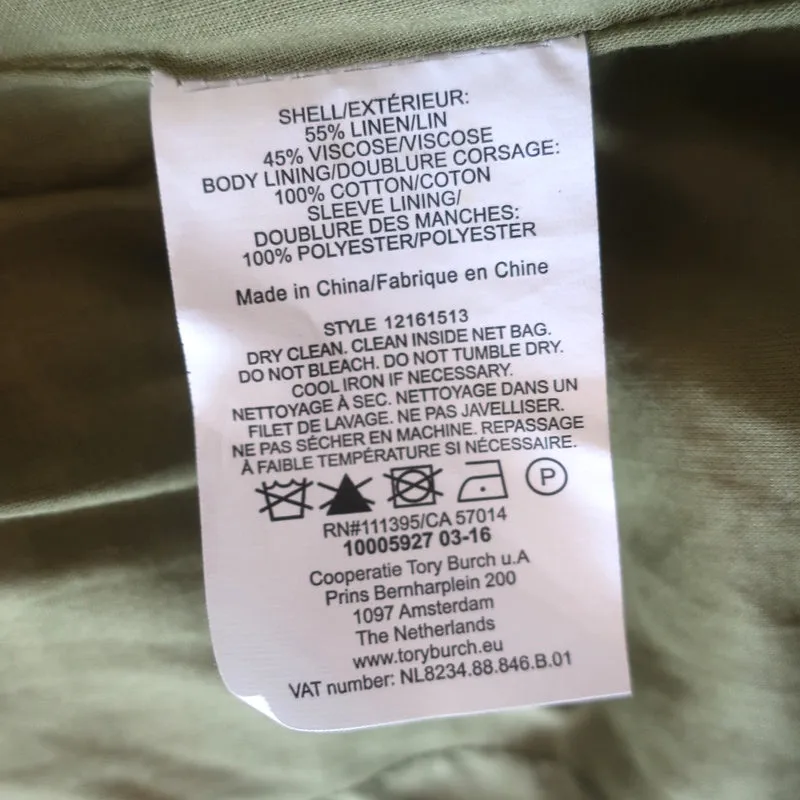 SHELL/EXTÉRIEUR:
55% LINEN/LIN
45% VISCOSE/VISCOSE
BODY LINING/DOUBLURE CORSAGE:
100% COTTON/COTON
SLEEVE LINING/
DOUBLURE DES MANCHES:
100% POLYESTER/POLYESTER
Made in China/Fabrique en Chine
STYLE 12161513
DRY CLEAN. CLEAN INSIDE NET BAG.
DO NOT BLEACH. DO NOT TUMBLE DRY.
COOL IRON IF NECESSARY.
NETTOYAGE À SEC. NETTOYAGE DANS UN
FILET DE LAVAGE. NE PAS JAVELLISER.
NE PAS SÉCHER EN MACHINE. REPASSAGE
À FAIBLE TEMPÉRATURE SI NÉCESSAIRE.
P
RN#111395/CA 57014
10005927 03-16
Cooperatie Tory Burch u.A
Prins Bernharplein 200
1097 Amsterdam
The Netherlands
www.toryburch.eu
VAT number: NL8234.88.846.B.01